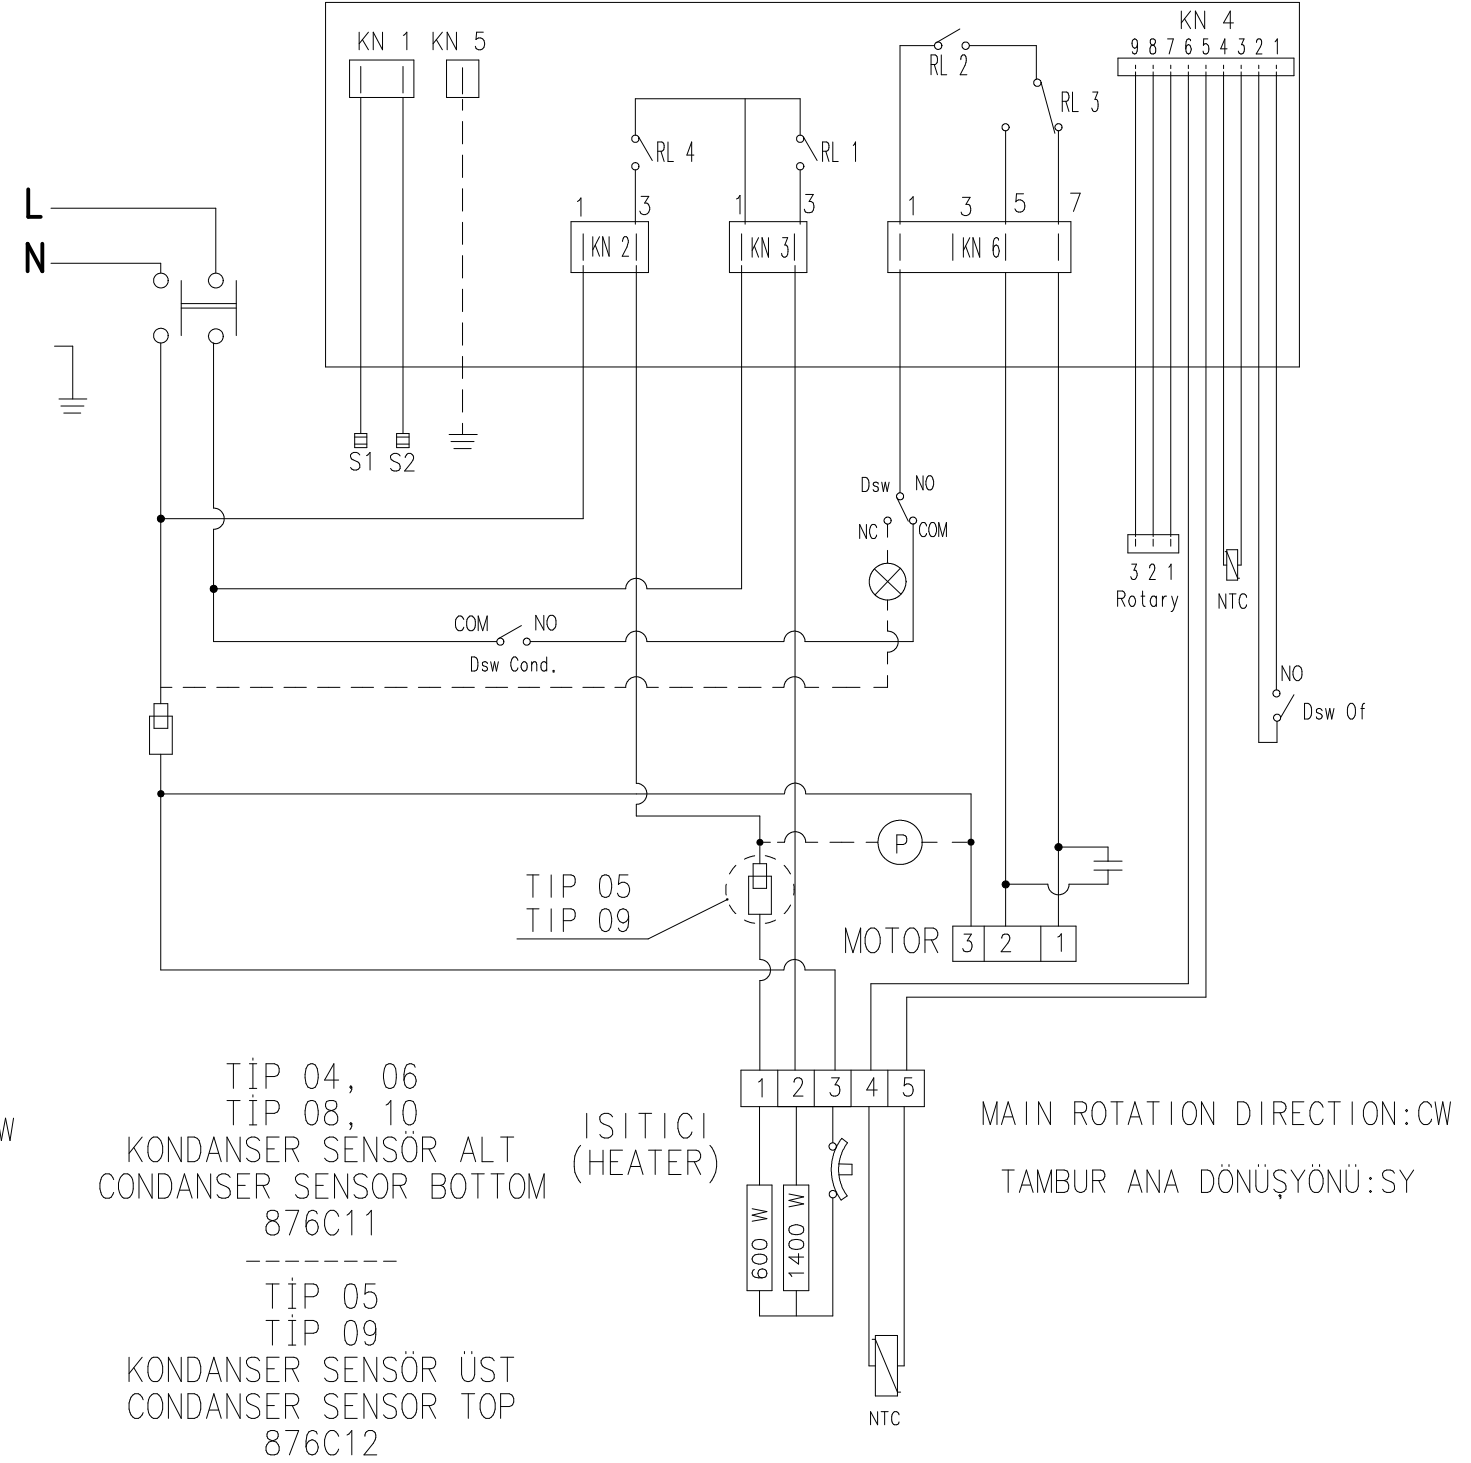 KN 1 KN 5
KN 4
9 8 7 6 5 4 3 2 1
RL 2
RL 3
RL 4
RL 1
L
N
1 3
KN 2
1 3
KN 3
1 3 5 7
KN 6
S1 S2
Dsw NO
NC COM
3 2 1
Rotary
NTC
COM NO
Dsw Cond.
NO
Dsw Of
P
TIP 05
TIP 09
MOTOR 3 2 1
TİP 04, 06
TİP 08, 10
KONDANSER SENSÖR ALT
CONDANSER SENSOR BOTTOM
876C11
--------
TİP 05
TİP 09
KONDANSER SENSÖR ÜST
CONDANSER SENSOR TOP
876C12
W
ISITICI
(HEATER)
1 2 3 4 5
600 W
1400 W
NTC
MAIN ROTATION DIRECTION:CW
TAMBUR ANA DÖNÜŞYÖNÜ:SY